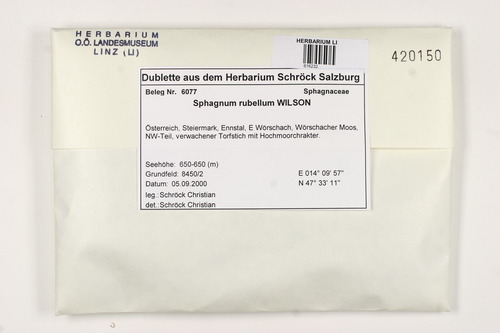 HERBARIUM
O.Ö. LANDESMUSEUM
LINZ (LI)
HERBARIUM LI
420150
Dublette aus dem Herbarium Schröck Salzburg
Beleg Nr. 6077 Sphagnaceae
Sphagnum rubellum WILSON
Österreich, Steiermark, Ennstal, E Wörschach, Wörschacher Moos,
NW-Teil, verwachener Torfstich mit Hochmoorchrakter.
Seehöhe: 650-650 (m)
Grundfeld: 8450/2 E 014° 09' 57"
Datum: 05.09.2000 N 47° 33' 11"
leg.:Schröck Christian
det.:Schröck Christian